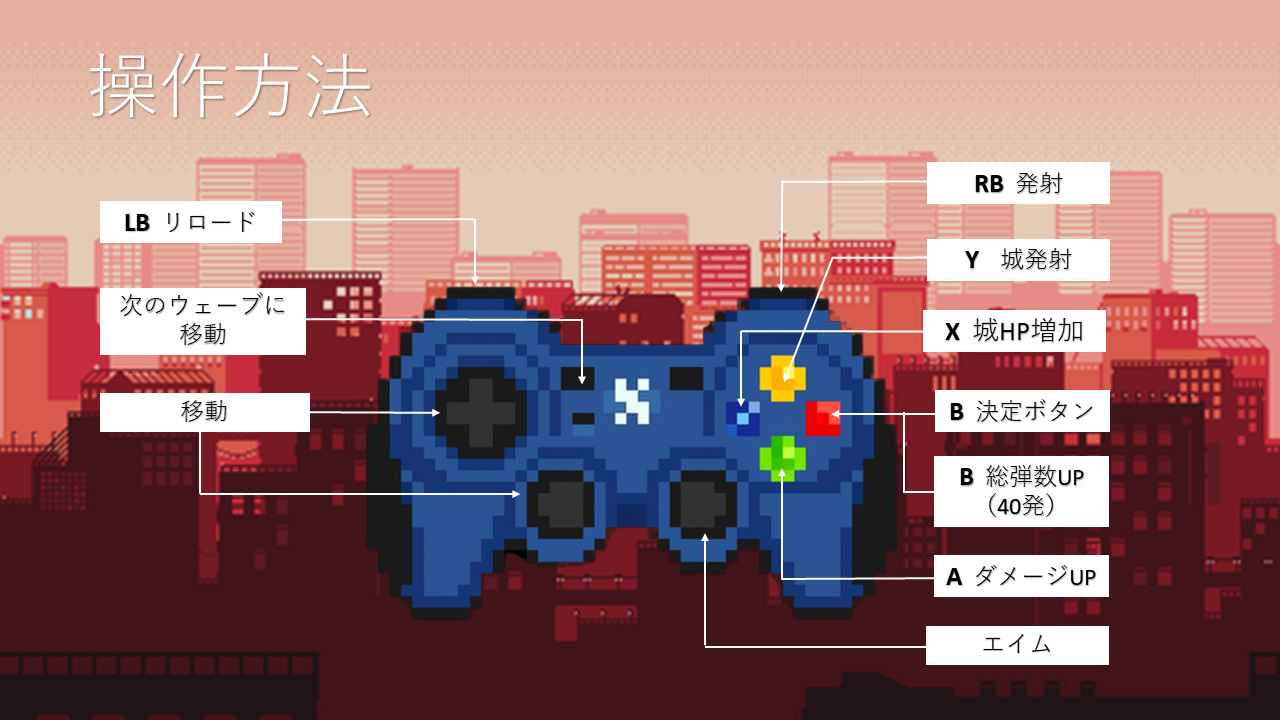 操作方法
LB リロード
次のウェーブに
移動
移動
RB 発射
Y 城発射
X 城HP増加
B 決定ボタン
B 総弾数UP
（40発）
A ダメージUP
エイム